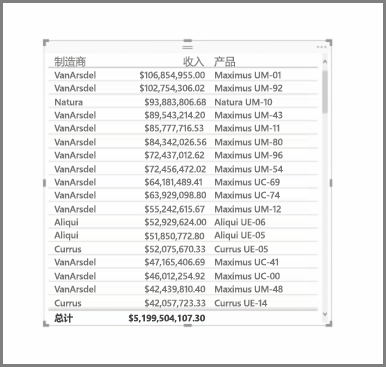 制造商 收入 产品
VanArsdel $106,854,955.00 Maximus UM-01
VanArsdel $102,754,306.02 Maximus UM-92
Natura $93,883,806.68 Natura UM-10
VanArsdel $89,543,214.20 Maximus UM-43
VanArsdel $85,777,716.53 Maximus UM-11
VanArsdel $84,342,026.56 Maximus UM-80
VanArsdel $72,437,012.62 Maximus UM-96
VanArsdel $72,456,472.02 Maximus UM-54
VanArsdel $64,181,489.41 Maximus UC-69
VanArsdel $63,929,098.80 Maximus UC-74
VanArsdel $55,242,615.67 Maximus UM-12
Aliqui $52,929,624.00 Aliqui UE-06
Aliqui $51,850,772.80 Aliqui UE-05
Currus $52,075,670.33 Currus UE-05
VanArsdel $47,165,406.69 Maximus UC-41
VanArsdel $46,012,254.92 Maximus UC-00
VanArsdel $42,439,810.40 Maximus UM-48
Currus $42,057,723.33 Currus UE-14
总计 $5,199,504,107.30